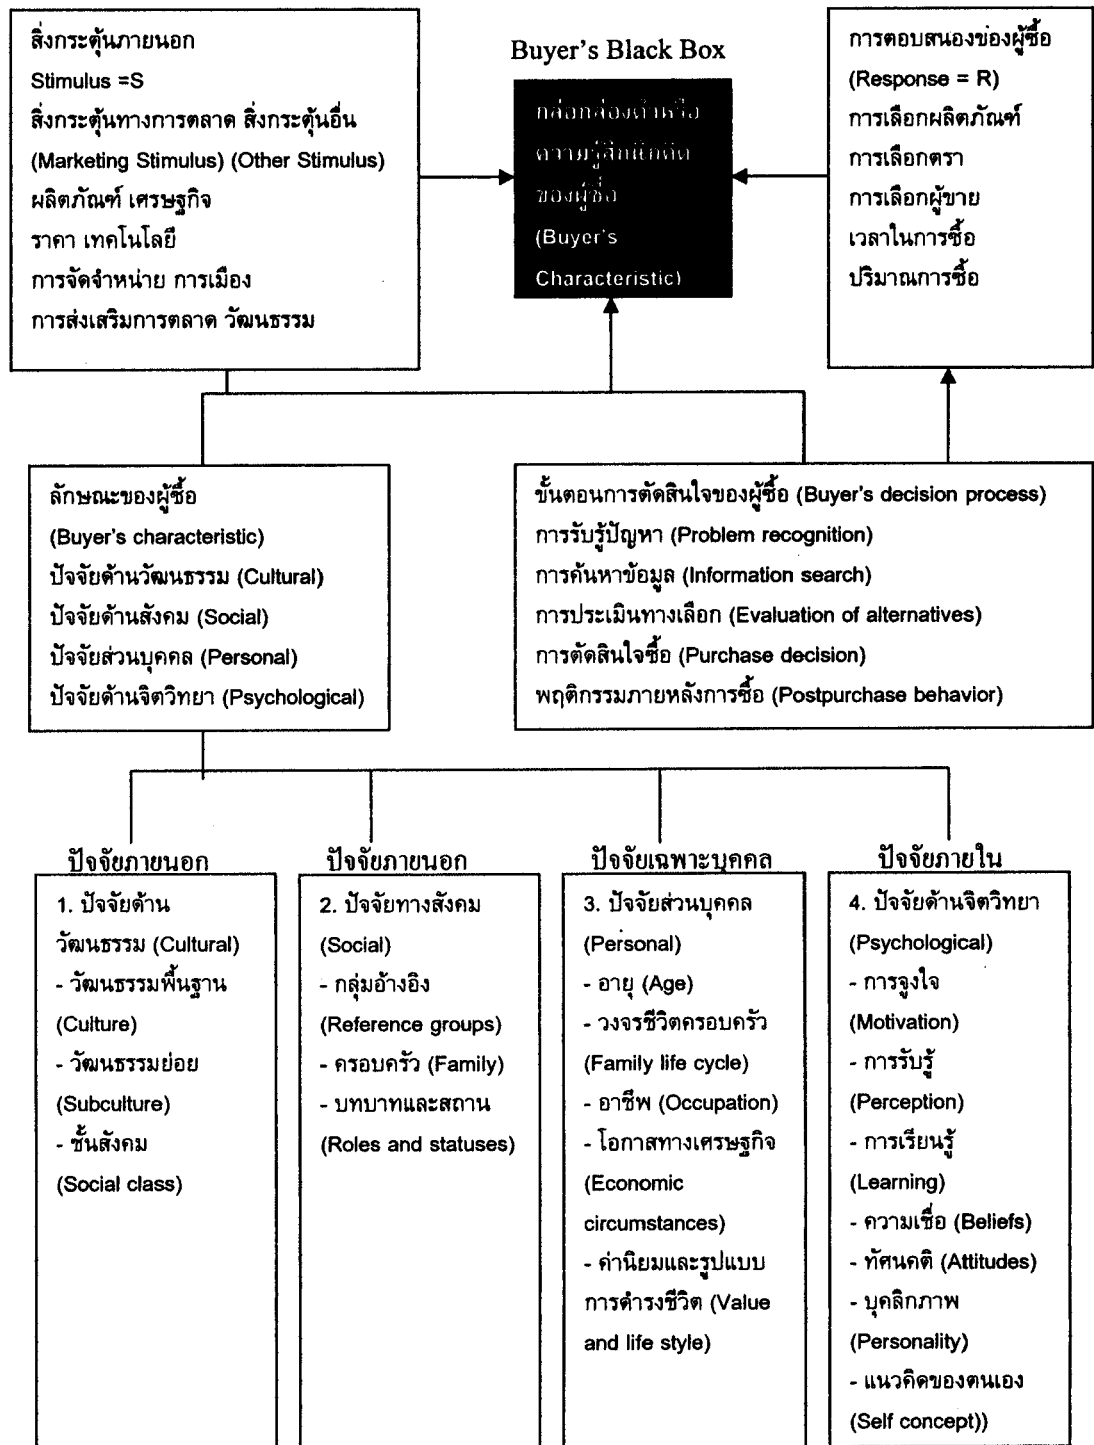 สิ่งกระตุ้นภายนอก
Stimulus =S
สิ่งกระตุ้นทางการตลาด สิ่งกระตุ้นอื่น
(Marketing Stimulus) (Other Stimulus)
ผลิตภัณฑ์ เศรษฐกิจ
ราคา เทคโนโลยี
การจัดจำหน่าย การเมือง
การส่งเสริมการตลาด วัฒนธรรม
Buyer's Black Box
ความรู้สึกนึกคิด
ของผู้ซื้อ
(Buyer's
Characteristic)
การตอบสนองของผู้ซื้อ
(Response = R)
การเลือกผลิตภัณฑ์
การเลือกตรา
การเลือกผู้ขาย
เวลาในการซื้อ
ปริมาณการซื้อ
ลักษณะของผู้ซื้อ
(Buyer's characteristic)
ปัจจัยด้านวัฒนธรรม (Cultural)
ปัจจัยด้านสังคม (Social)
ปัจจัยส่วนบุคคล (Personal)
ปัจจัยด้านจิตวิทยา (Psychological)
ขั้นตอนการตัดสินใจของผู้ซื้อ (Buyer's decision process)
การรับรู้ปัญหา (Problem recognition)
การค้นหาข้อมูล (Information search)
การประเมินทางเลือก (Evaluation of alternatives)
การตัดสินใจซื้อ (Purchase decision)
พฤติกรรมภายหลังการซื้อ (Postpurchase behavior)
ปัจจัยภายนอก
1. ปัจจัยด้าน
วัฒนธรรม (Cultural)
- วัฒนธรรมพื้นฐาน
(Culture)
- วัฒนธรรมย่อย
(Subculture)
- ชั้นสังคม
(Social class)
ปัจจัยภายนอก
2. ปัจจัยทางสังคม
(Social)
- กลุ่มอ้างอิง
(Reference groups)
- ครอบครัว (Family)
- บทบาทและสถาน
(Roles and statuses)
ปัจจัยเฉพาะบุคคล
3. ปัจจัยส่วนบุคคล
(Personal)
- อายุ (Age)
- วงจรชีวิตครอบครัว
(Family life cycle)
- อาชีพ (Occupation)
- โอกาสทางเศรษฐกิจ
(Economic
circumstances)
- ค่านิยมและรูปแบบ
การดำรงชีวิต (Value
and life style)
ปัจจัยภายใน
4. ปัจจัยด้านจิตวิทยา
(Psychological)
- การจูงใจ
(Motivation)
- การรับรู้
(Perception)
- การเรียนรู้
(Learning)
- ความเชื่อ (Beliefs)
- ทัศนคติ (Attitudes)
- บุคลิกภาพ
(Personality)
- แนวคิดของตนเอง
(Self concept))